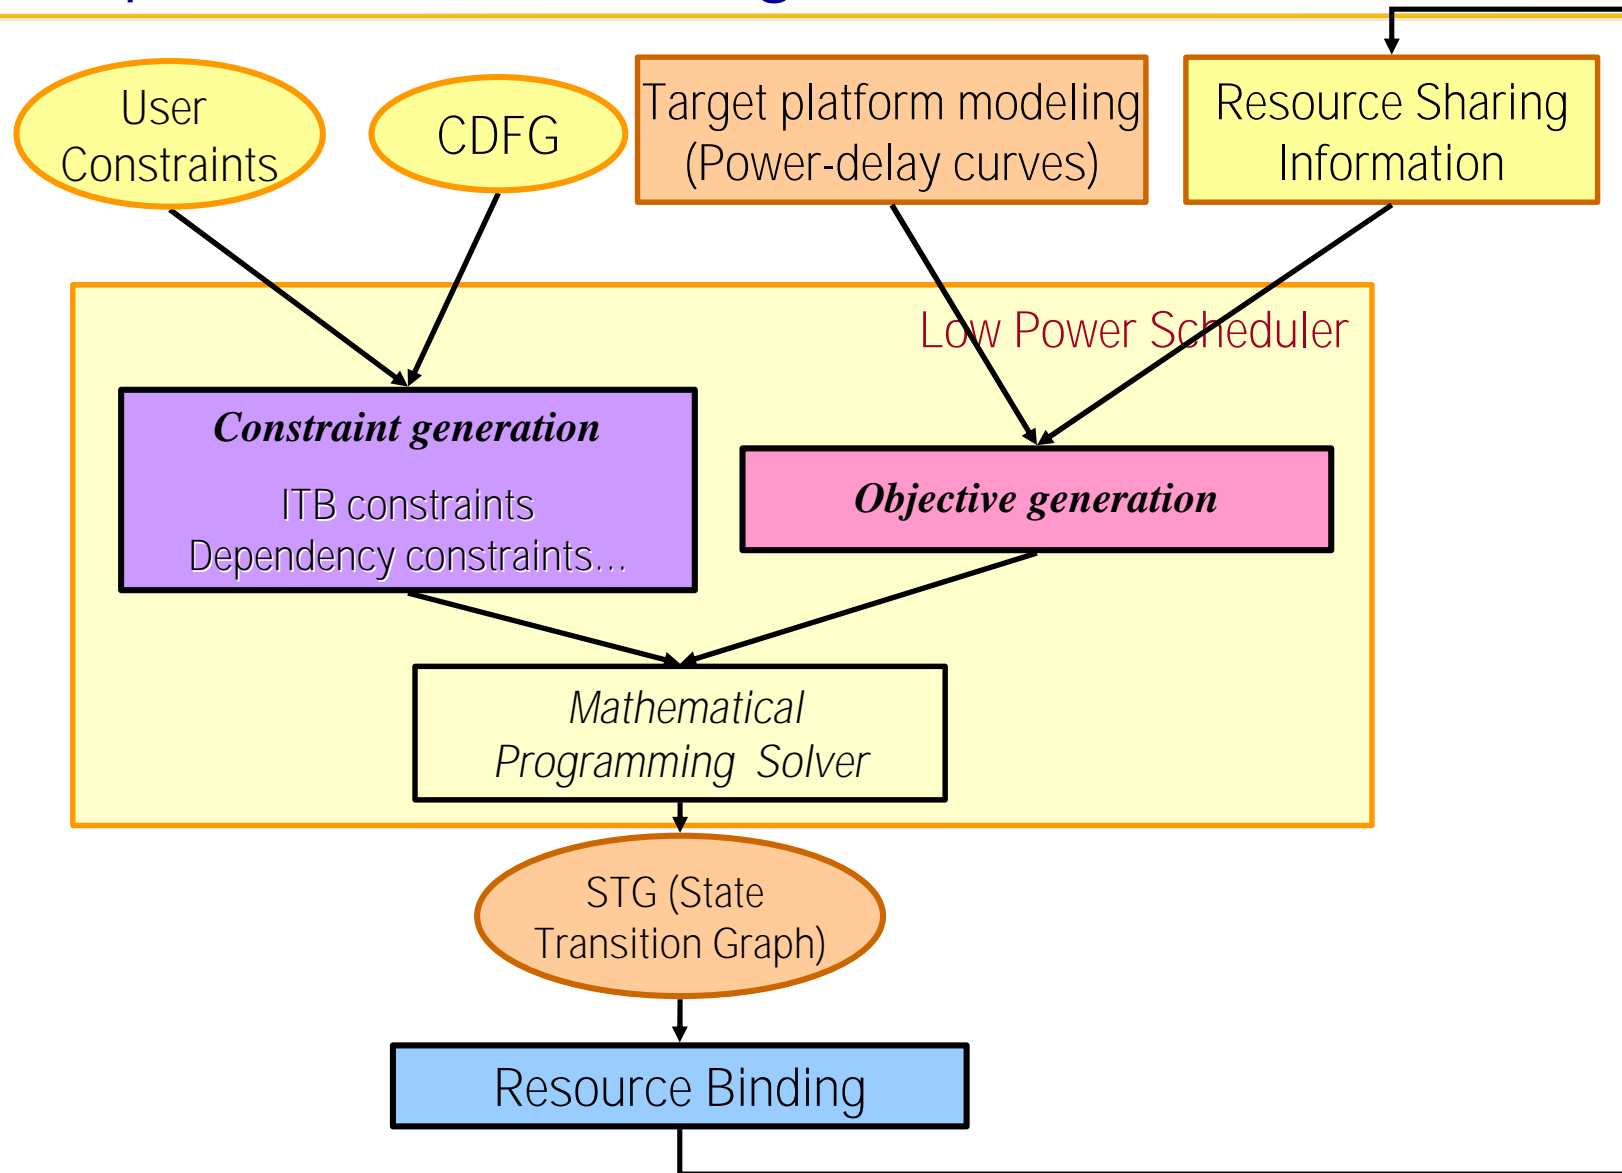 User
Constraints
CDFG
Target platform modeling
(Power-delay curves)
Resource Sharing
Information
Low Power Scheduler
Constraint generation
ITB constraints
Dependency constraints...
Objective generation
Mathematical
Programming Solver
STG (State
Transition Graph)
Resource Binding